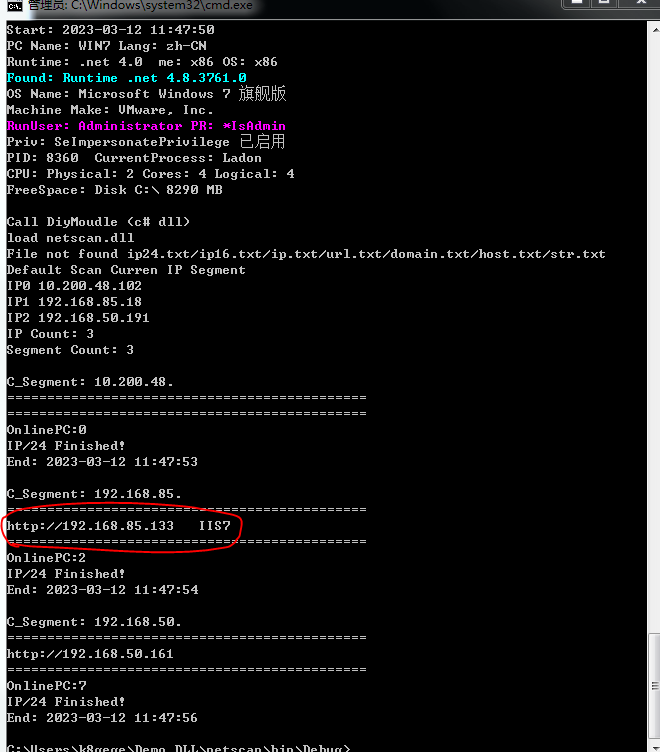 管理员: C:\Windows\system32\cmd.exe
Start: 2023-03-12 11:47:50
PC Name: WIN7 Lang: zh-CN
Runtime: .net 4.0  me: x86 OS: x86
Found: Runtime .net 4.8.3761.0
OS Name: Microsoft Windows 7 旗舰版
Machine Make: VMware, Inc.
RunUser: Administrator PR: *IsAdmin
Priv: SeImpersonatePrivilege 已启用
PID: 8360  CurrentProcess: Ladon
CPU: Physical: 2 Cores: 4 Logical: 4
FreeSpace: Disk C:\ 8290 MB
Call DiyMoudle (c# dll)
load netscan.dll
File not found ip24.txt/ip16.txt/ip.txt/url.txt/domain.txt/host.txt/str.txt
Default Scan Curren IP Segment
IP0 10.200.48.102
IP1 192.168.85.18
IP2 192.168.50.191
IP Count: 3
Segment Count: 3
C_Segment: 10.200.48.
=============================================
=============================================
OnlinePC:0
IP/24 Finished!
End: 2023-03-12 11:47:53
C_Segment: 192.168.85.
=============================================
http://192.168.85.133   IIS7
=============================================
OnlinePC:2
IP/24 Finished!
End: 2023-03-12 11:47:54
C_Segment: 192.168.50.
=============================================
http://192.168.50.161
=============================================
OnlinePC:7
IP/24 Finished!
End: 2023-03-12 11:47:56
C:\Users\k8gege\Demo_DLL\netscan\bin\Debug>